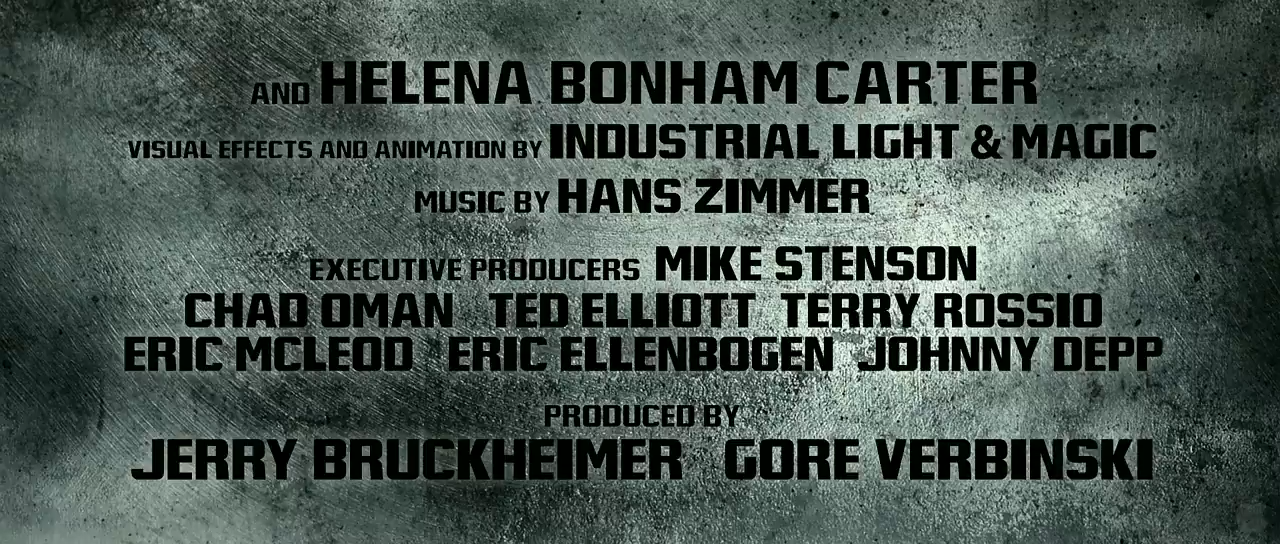 AND HELENA BONHAM CARTER
VISUAL EFFECTS AND ANIMATION BY INDUSTRIAL LIGHT & MAGIC
MUSIC BY HANS ZIMMER
EXECUTIVE PRODUCERS MIKE STENSON
CHAD OMAN TED ELLIOTT TERRY ROSSIO
ERIC MCLEOD ERIC ELLENBOGEN JOHNNY DEPP
PRODUCED BY
JERRY BRUCKHEIMER GORE VERBINSKI